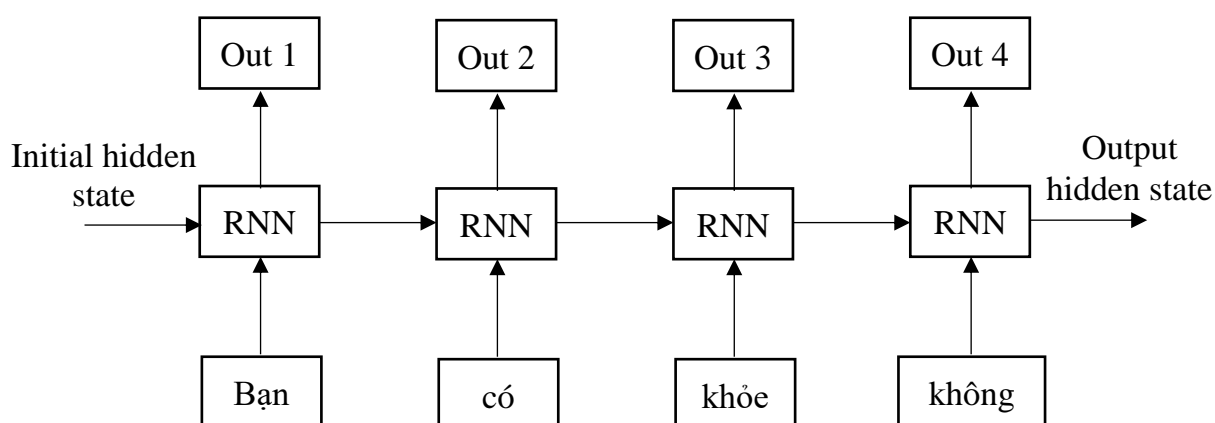 Out 1
Out 2
Out 3
Out 4
Initial hidden
state
Output
hidden state
RNN
RNN
RNN
RNN
Bạn
có
khỏe
không